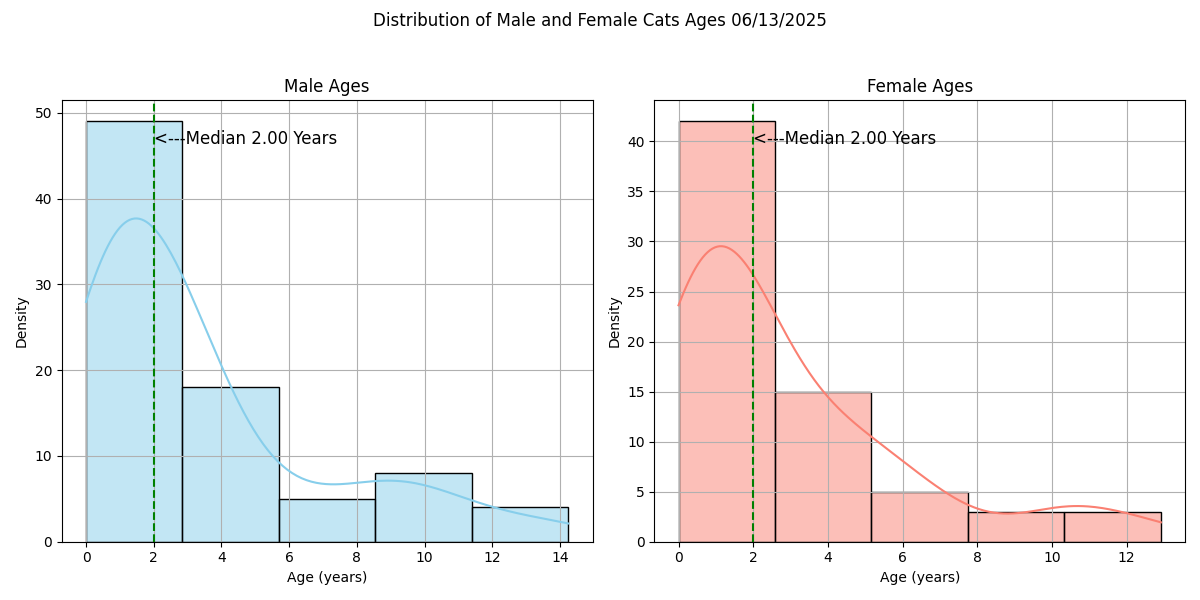 Distribution of Male and Female Cats Ages 06/13/2025
Male Ages
Density
50
40
30
20
10
0
<---Median 2.00 Years
0 2 4 6 8 10 12 14
Age (years)
Female Ages
Density
40
35
30
25
20
15
10
5
0
<---Median 2.00 Years
0 2 4 6 8 10 12
Age (years)